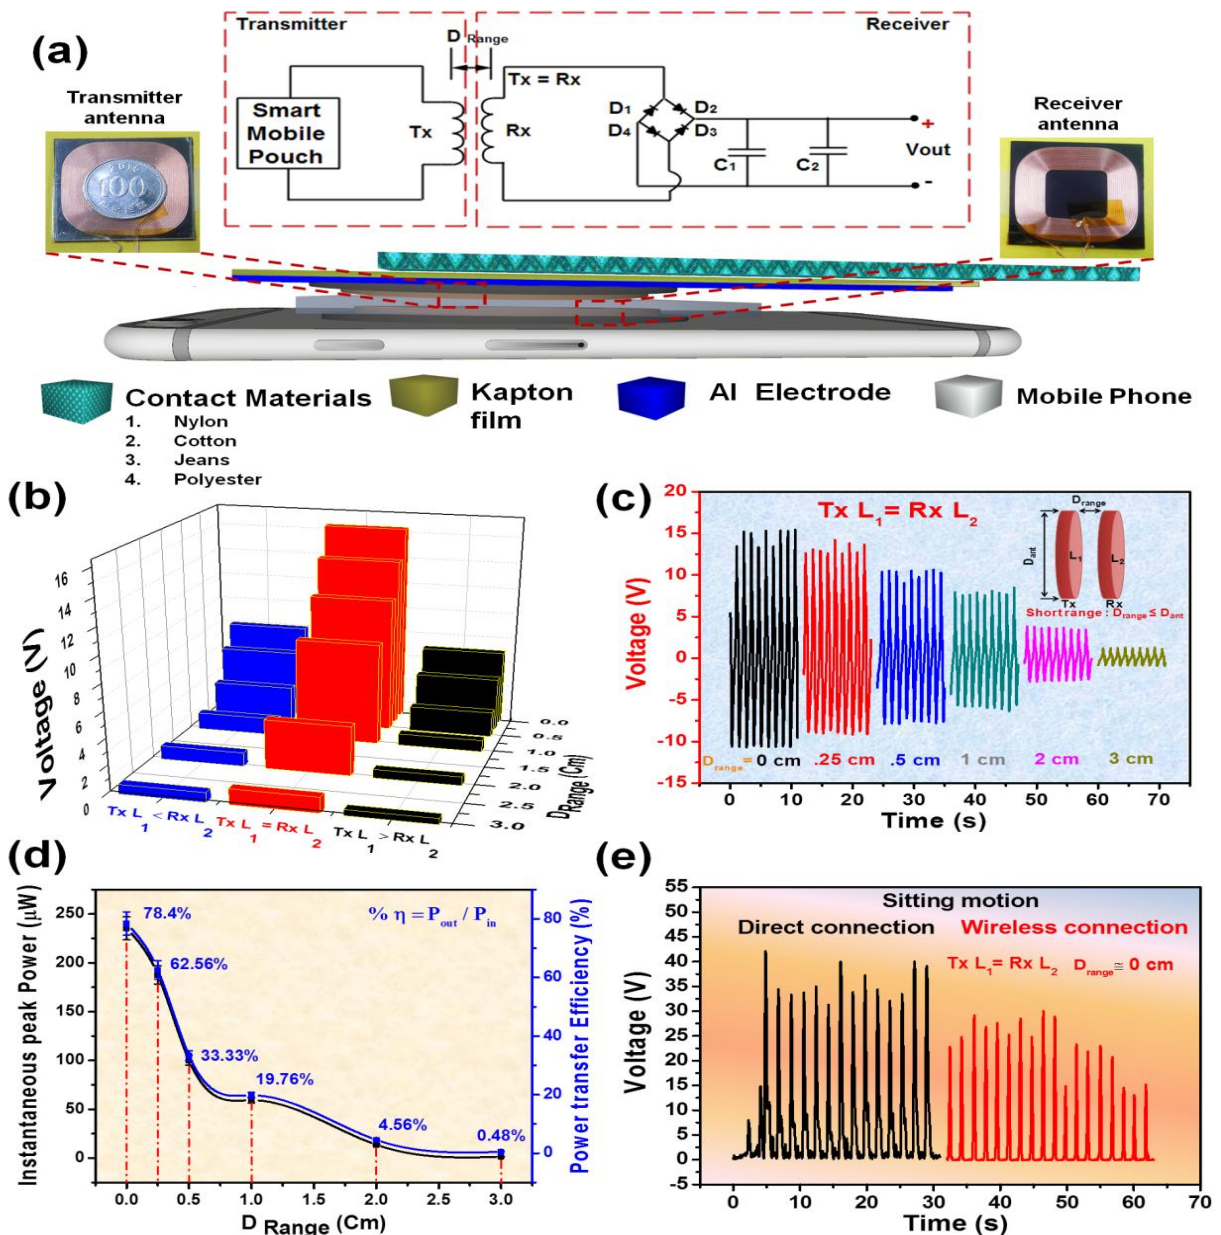 (a)
Transmitter
Receiver
D Range
Tx = Rx
Transmitter
antenna
Smart
Mobile
Pouch
Tx
Rx
D1
D2
D4
D3
C1
C2
+
Vout
-
Receiver
antenna
100
Contact Materials
1. Nylon
2. Cotton
3. Jeans
4. Polyester
Kapton
film
Al Electrode
Mobile Phone
(b)
Voltage (V)
16
14
12
10
8
6
4
2
0
0.0
0.5
1.0
1.5
2.0
2.5
3.0
DRange (Cm)
Tx L1 < Rx L2
Tx L1 = Rx L2
Tx L1 > Rx L2
(c)
Tx L1 = Rx L2
Drange
Dant
L1
L2
Tx
Rx
Short range : Drange ≤ Dant
Voltage (V)
20
15
10
5
0
-5
-10
-15
Drange = 0 cm
.25 cm
.5 cm
1 cm
2 cm
3 cm
0 10 20 30 40 50 60 70
Time (s)
(d)
Instantaneous peak Power (μW)
250
200
150
100
50
0
% η = Pout / Pin
78.4%
62.56%
33.33%
19.76%
4.56%
0.48%
80
60
40
20
0
Power transfer Efficiency (%)
0.0 0.5 1.0 1.5 2.0 2.5 3.0
D Range (Cm)
(e)
Voltage (V)
55
50
45
40
35
30
25
20
15
10
5
0
-5
Sitting motion
Direct connection
Wireless connection
Tx L1 = Rx L2 Drange ≅ 0 cm
0 10 20 30 40 50 60 70
Time (s)